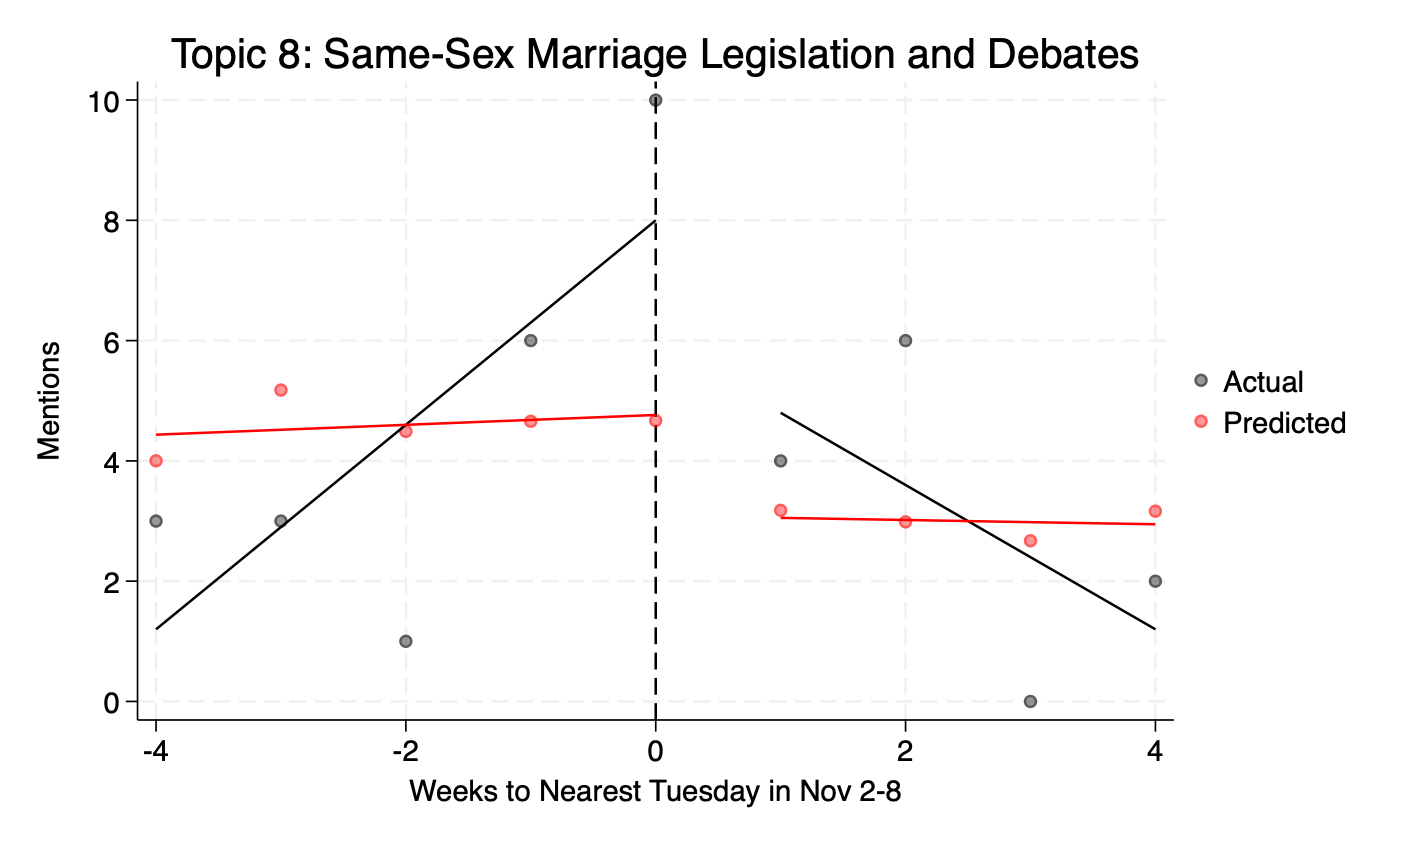 Topic 8: Same-Sex Marriage Legislation and Debates
10
8
6
4
2
0
Mentions
-4
-2
0
2
4
Weeks to Nearest Tuesday in Nov 2-8
Actual
Predicted